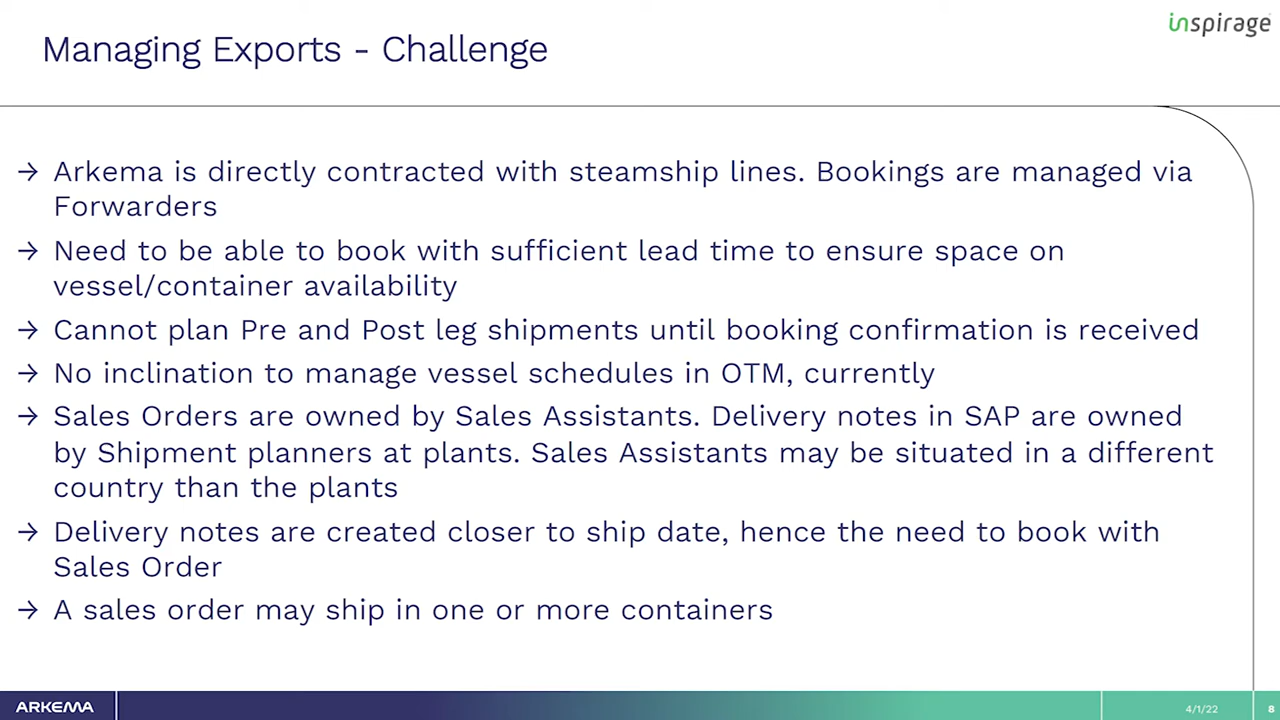 inspirage
Managing Exports - Challenge
→ Arkema is directly contracted with steamship lines. Bookings are managed via
Forwarders
→ Need to be able to book with sufficient lead time to ensure space on
vessel/container availability
→ Cannot plan Pre and Post leg shipments until booking confirmation is received
→ No inclination to manage vessel schedules in OTM, currently
→ Sales Orders are owned by Sales Assistants. Delivery notes in SAP are owned
by Shipment planners at plants. Sales Assistants may be situated in a different
country than the plants
→ Delivery notes are created closer to ship date, hence the need to book with
Sales Order
→ A sales order may ship in one or more containers
ARKEMA
4/1/22
8